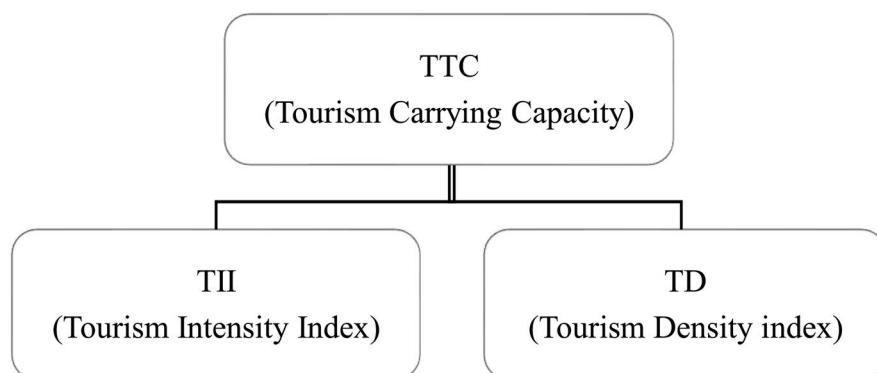 TTC
(Tourism Carrying Capacity)
TII
(Tourism Intensity Index)
TD
(Tourism Density index)